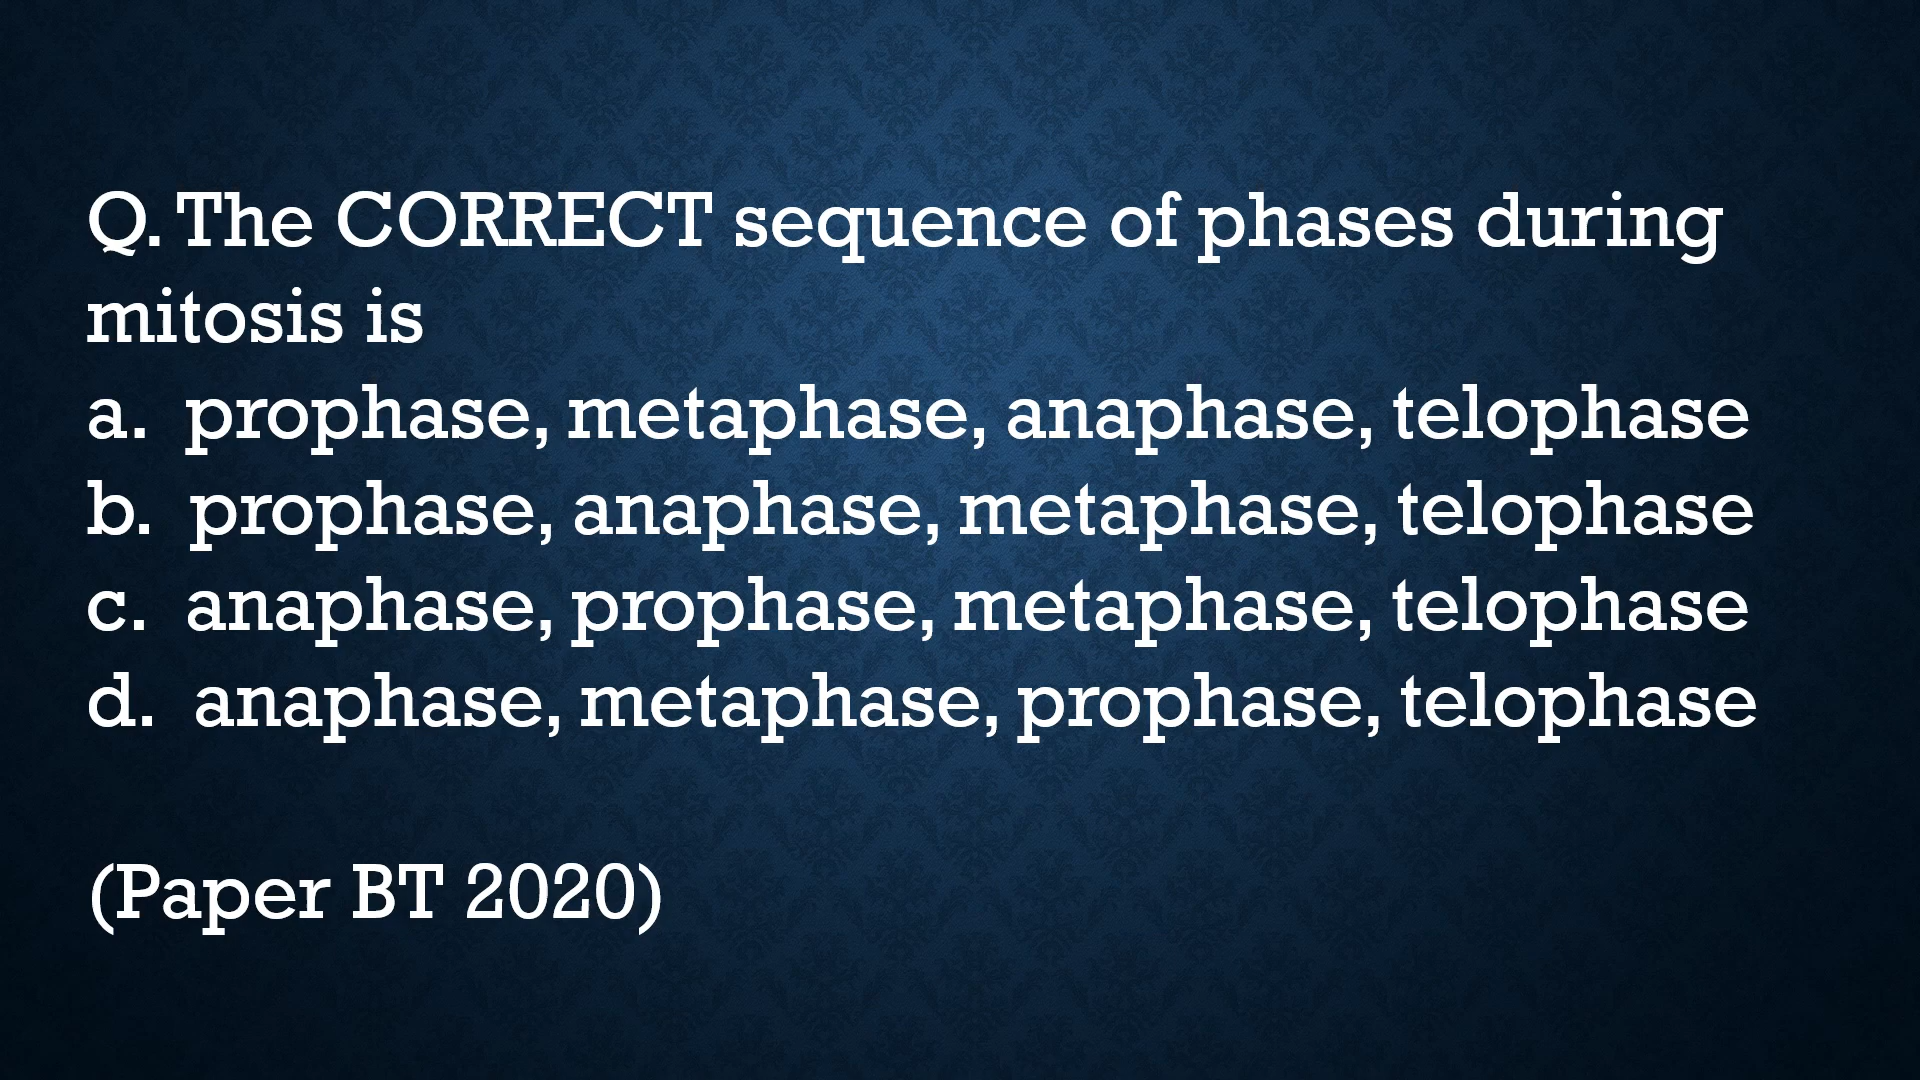 Q. The CORRECT sequence of phases during
mitosis is
a. prophase, metaphase, anaphase, telophase
b. prophase, anaphase, metaphase, telophase
c. anaphase, prophase, metaphase, telophase
d. anaphase, metaphase, prophase, telophase
(Paper BT 2020)